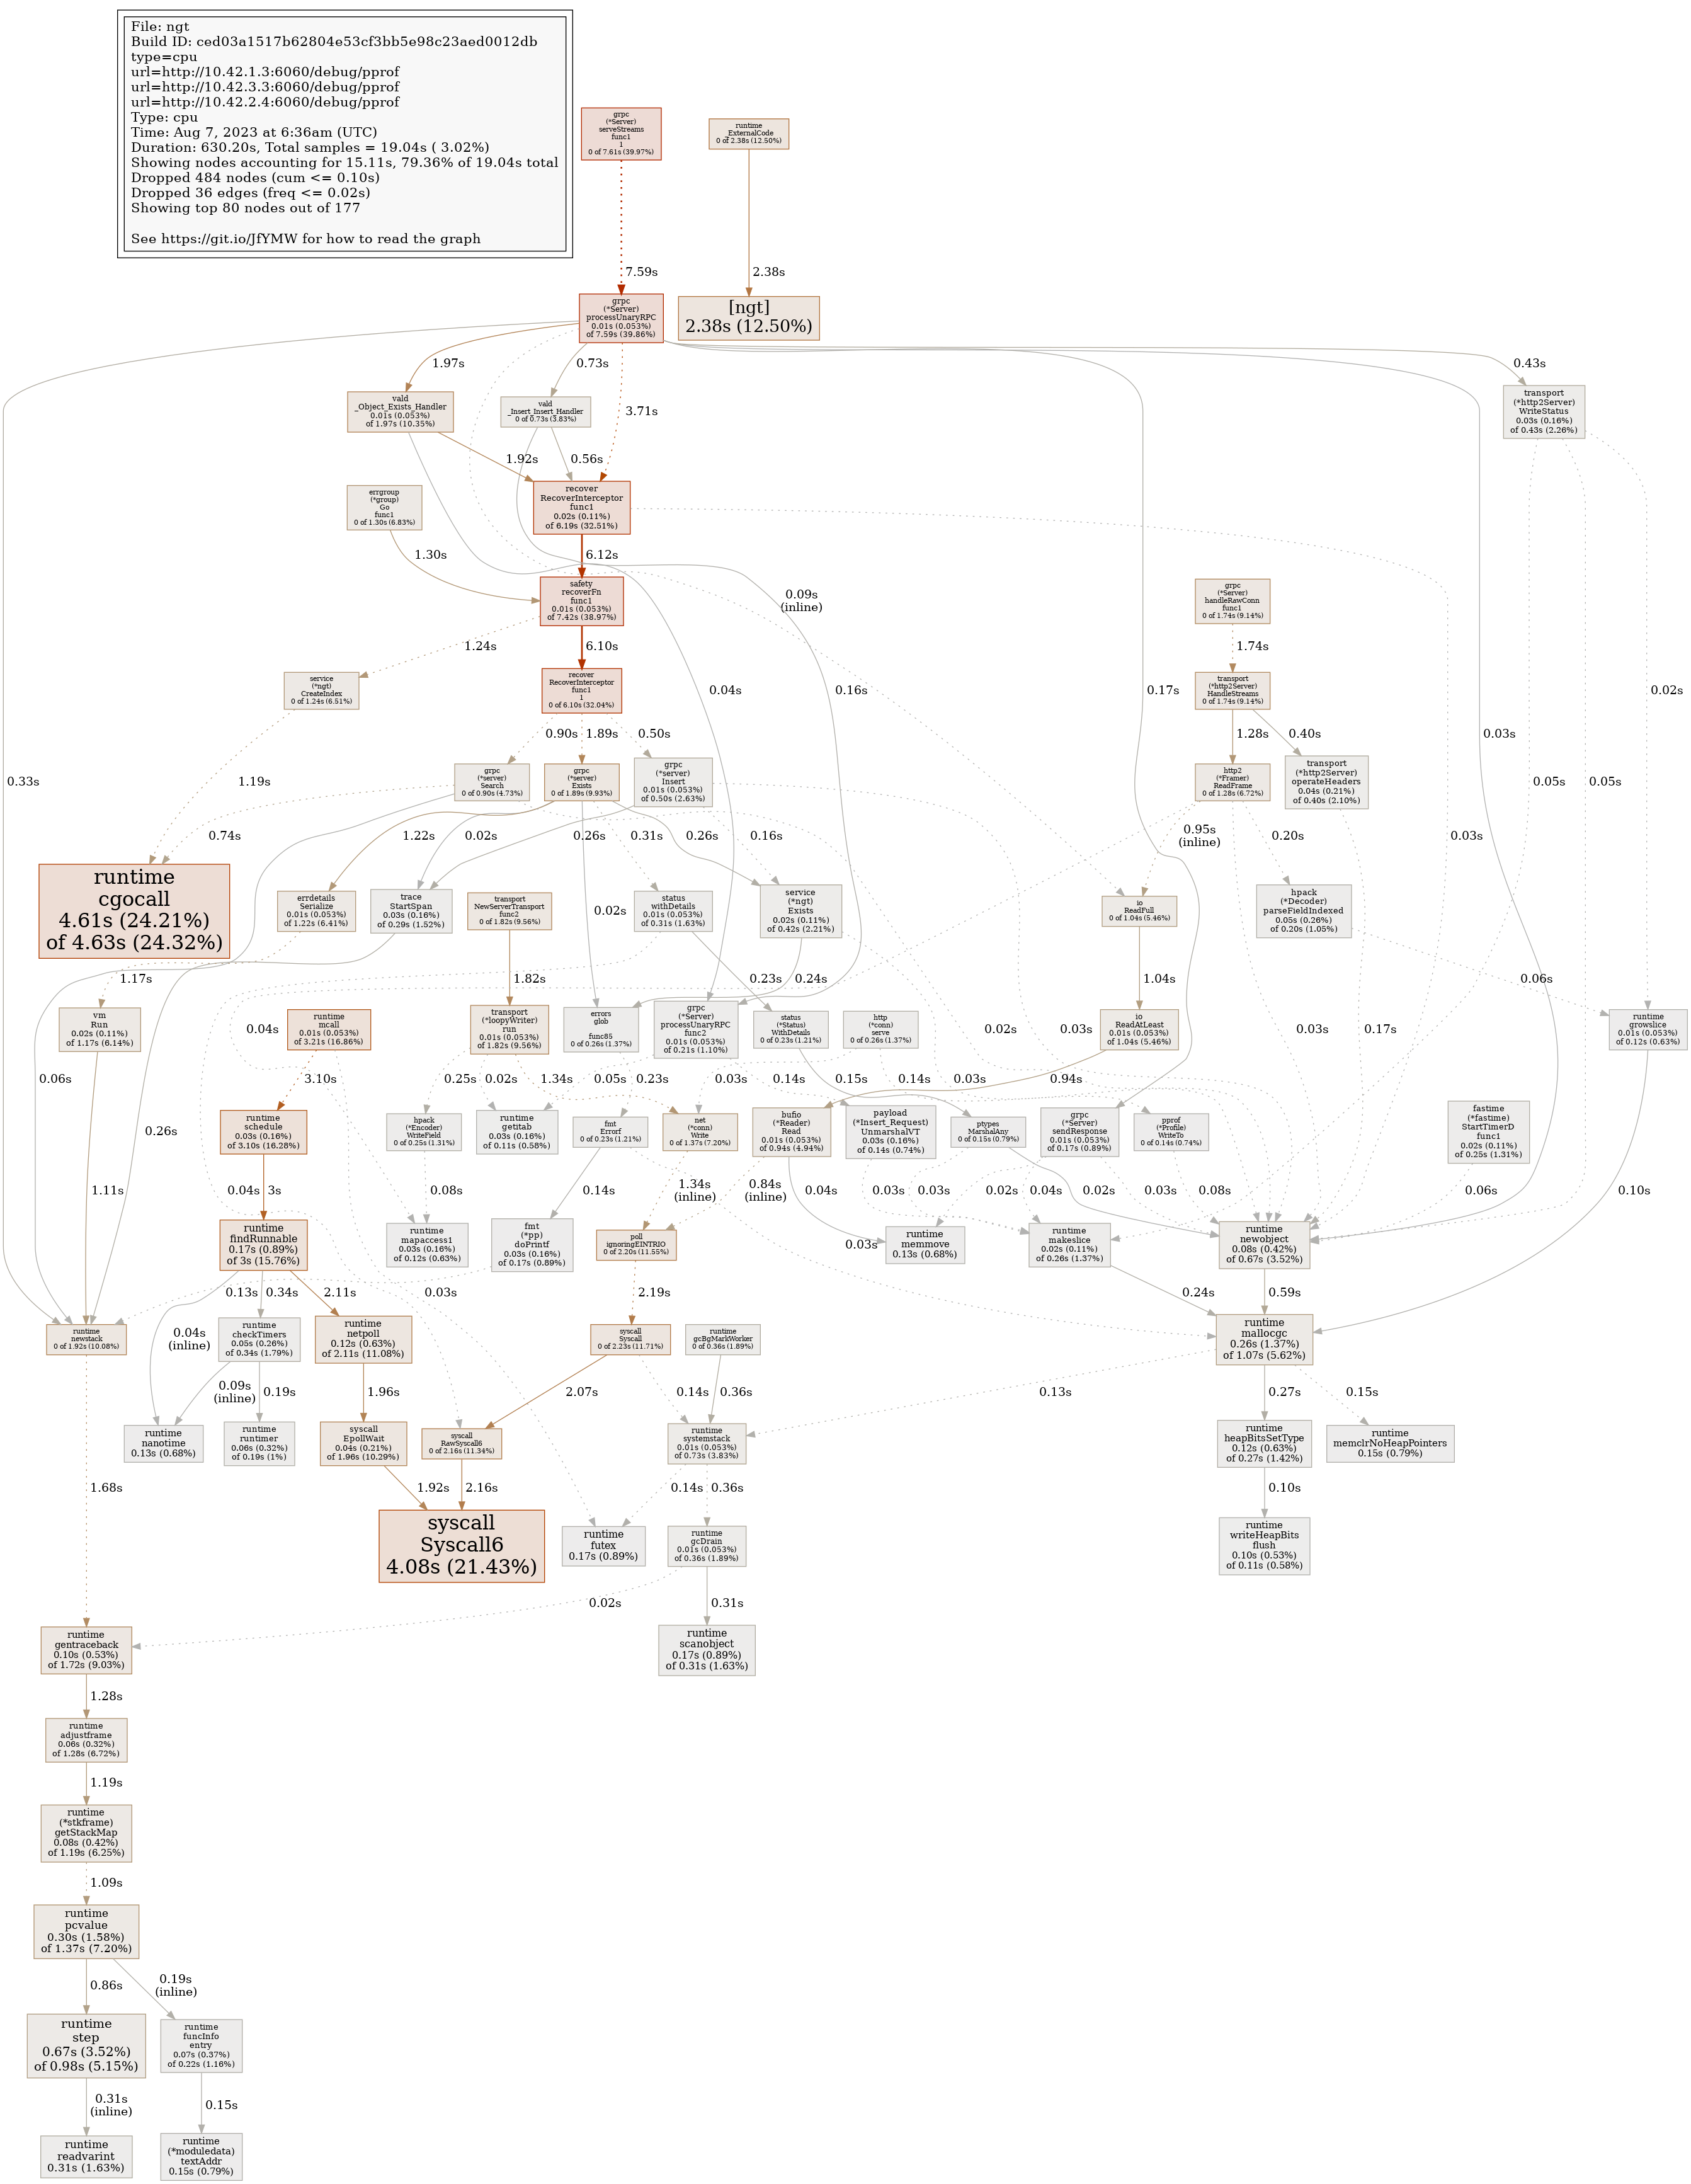 File: ngt
Build ID: ced03a1517b62804e53cf3bb5e98c23aed0012db
type=cpu
url=http://10.42.1.3:6060/debug/pprof
url=http://10.42.3.3:6060/debug/pprof
url=http://10.42.2.4:6060/debug/pprof
Type: cpu
Time: Aug 7, 2023 at 6:36am (UTC)
Duration: 630.20s, Total samples = 19.04s ( 3.02%)
Showing nodes accounting for 15.11s, 79.36% of 19.04s total
Dropped 484 nodes (cum <= 0.10s)
Dropped 36 edges (freq <= 0.02s)
Showing top 80 nodes out of 177
See https://git.io/JfYMW for how to read the graph
grpc
(*Server)
serveStreams
func1
1
0 of 7.61s (39.97%)
runtime
_ExternalCode
0 of 2.38s (12.50%)
7.59s
2.38s
grpc
(*Server)
processUnaryRPC
0.01s (0.053%)
of 7.59s (39.86%)
[ngt]
2.38s (12.50%)
1.97s
0.73s
3.71s
0.43s
vald
_Object_Exists_Handler
0.01s (0.053%)
of 1.97s (10.35%)
vald
_Insert_Insert_Handler
0 of 0.73s (3.83%)
transport
(*http2Server)
WriteStatus
0.03s (0.16%)
of 0.43s (2.26%)
1.92s
0.56s
errgroup
(*group)
Go
func1
0 of 1.30s (6.83%)
recover
RecoverInterceptor
func1
0.02s (0.11%)
of 6.19s (32.51%)
1.30s
6.12s
safety
recoverFn
func1
0.01s (0.053%)
of 7.42s (38.97%)
0.09s
(inline)
grpc
(*Server)
handleRawConn
func1
0 of 1.74s (9.14%)
1.24s
6.10s
1.74s
service
(*ngt)
CreateIndex
0 of 1.24s (6.51%)
recover
RecoverInterceptor
func1
1
0 of 6.10s (32.04%)
0.04s
0.16s
0.17s
transport
(*http2Server)
HandleStreams
0 of 1.74s (9.14%)
0.02s
0.03s
0.90s
1.89s
0.50s
1.28s
0.40s
0.33s
1.19s
grpc
(*server)
Search
0 of 0.90s (4.73%)
grpc
(*server)
Exists
0 of 1.89s (9.93%)
grpc
(*server)
Insert
0.01s (0.053%)
of 0.50s (2.63%)
http2
(*Framer)
ReadFrame
0 of 1.28s (6.72%)
transport
(*http2Server)
operateHeaders
0.04s (0.21%)
of 0.40s (2.10%)
0.05s
0.05s
0.03s
0.74s
1.22s
0.02s
0.26s
0.31s
0.26s
0.16s
0.95s
(inline)
0.20s
runtime
cgocall
4.61s (24.21%)
of 4.63s (24.32%)
errdetails
Serialize
0.01s (0.053%)
of 1.22s (6.41%)
trace
StartSpan
0.03s (0.16%)
of 0.29s (1.52%)
transport
NewServerTransport
func2
0 of 1.82s (9.56%)
0.02s
status
withDetails
0.01s (0.053%)
of 0.31s (1.63%)
service
(*ngt)
Exists
0.02s (0.11%)
of 0.42s (2.21%)
io
ReadFull
0 of 1.04s (5.46%)
hpack
(*Decoder)
parseFieldIndexed
0.05s (0.26%)
of 0.20s (1.05%)
1.17s
1.82s
0.23s
0.24s
1.04s
0.06s
vm
Run
0.02s (0.11%)
of 1.17s (6.14%)
runtime
mcall
0.01s (0.053%)
of 3.21s (16.86%)
0.04s
transport
(*loopyWriter)
run
0.01s (0.053%)
of 1.82s (9.56%)
errors
glob
.
func85
0 of 0.26s (1.37%)
grpc
(*Server)
processUnaryRPC
func2
0.01s (0.053%)
of 0.21s (1.10%)
status
(*Status)
WithDetails
0 of 0.23s (1.21%)
http
(*conn)
serve
0 of 0.26s (1.37%)
0.02s
0.03s
io
ReadAtLeast
0.01s (0.053%)
of 1.04s (5.46%)
0.03s
0.17s
runtime
growslice
0.01s (0.053%)
of 0.12s (0.63%)
0.06s
3.10s
0.25s
0.02s
1.34s
0.05s
0.23s
0.03s
0.14s
0.15s
0.14s
0.03s
0.94s
0.26s
runtime
schedule
0.03s (0.16%)
of 3.10s (16.28%)
hpack
(*Encoder)
WriteField
0 of 0.25s (1.31%)
runtime
getitab
0.03s (0.16%)
of 0.11s (0.58%)
fmt
Errorf
0 of 0.23s (1.21%)
net
(*conn)
Write
0 of 1.37s (7.20%)
bufio
(*Reader)
Read
0.01s (0.053%)
of 0.94s (4.94%)
payload
(*Insert_Request)
UnmarshalVT
0.03s (0.16%)
of 0.14s (0.74%)
ptypes
MarshalAny
0 of 0.15s (0.79%)
grpc
(*Server)
sendResponse
0.01s (0.053%)
of 0.17s (0.89%)
pprof
(*Profile)
WriteTo
0 of 0.14s (0.74%)
fastime
(*fastime)
StartTimerD
func1
0.02s (0.11%)
of 0.25s (1.31%)
1.11s
3s
0.04s
0.08s
0.14s
1.34s
(inline)
0.84s
(inline)
0.04s
0.03s
0.03s
0.02s
0.04s
0.02s
0.03s
0.08s
0.06s
0.10s
runtime
findRunnable
0.17s (0.89%)
of 3s (15.76%)
runtime
mapaccess1
0.03s (0.16%)
of 0.12s (0.63%)
fmt
(*pp)
doPrintf
0.03s (0.16%)
of 0.17s (0.89%)
poll
ignoringEINTRIO
0 of 2.20s (11.55%)
0.03s
runtime
memmove
0.13s (0.68%)
runtime
makeslice
0.02s (0.11%)
of 0.26s (1.37%)
runtime
newobject
0.08s (0.42%)
of 0.67s (3.52%)
0.13s
0.34s
2.11s
0.03s
2.19s
0.24s
0.59s
runtime
newstack
0 of 1.92s (10.08%)
0.04s
(inline)
runtime
checkTimers
0.05s (0.26%)
of 0.34s (1.79%)
runtime
netpoll
0.12s (0.63%)
of 2.11s (11.08%)
syscall
Syscall
0 of 2.23s (11.71%)
runtime
gcBgMarkWorker
0 of 0.36s (1.89%)
runtime
mallocgc
0.26s (1.37%)
of 1.07s (5.62%)
0.09s
(inline)
0.19s
1.96s
2.07s
0.14s
0.36s
0.13s
0.27s
0.15s
runtime
nanotime
0.13s (0.68%)
runtime
runtimer
0.06s (0.32%)
of 0.19s (1%)
syscall
EpollWait
0.04s (0.21%)
of 1.96s (10.29%)
syscall
RawSyscall6
0 of 2.16s (11.34%)
runtime
systemstack
0.01s (0.053%)
of 0.73s (3.83%)
runtime
heapBitsSetType
0.12s (0.63%)
of 0.27s (1.42%)
runtime
memclrNoHeapPointers
0.15s (0.79%)
1.68s
1.92s
2.16s
0.14s
0.36s
0.10s
syscall
Syscall6
4.08s (21.43%)
runtime
futex
0.17s (0.89%)
runtime
gcDrain
0.01s (0.053%)
of 0.36s (1.89%)
runtime
writeHeapBits
flush
0.10s (0.53%)
of 0.11s (0.58%)
0.02s
0.31s
runtime
gentraceback
0.10s (0.53%)
of 1.72s (9.03%)
runtime
scanobject
0.17s (0.89%)
of 0.31s (1.63%)
1.28s
runtime
adjustframe
0.06s (0.32%)
of 1.28s (6.72%)
1.19s
runtime
(*stkframe)
getStackMap
0.08s (0.42%)
of 1.19s (6.25%)
1.09s
runtime
pcvalue
0.30s (1.58%)
of 1.37s (7.20%)
0.86s
0.19s
(inline)
runtime
step
0.67s (3.52%)
of 0.98s (5.15%)
runtime
funcInfo
entry
0.07s (0.37%)
of 0.22s (1.16%)
0.31s
(inline)
0.15s
runtime
readvarint
0.31s (1.63%)
runtime
(*moduledata)
textAddr
0.15s (0.79%)